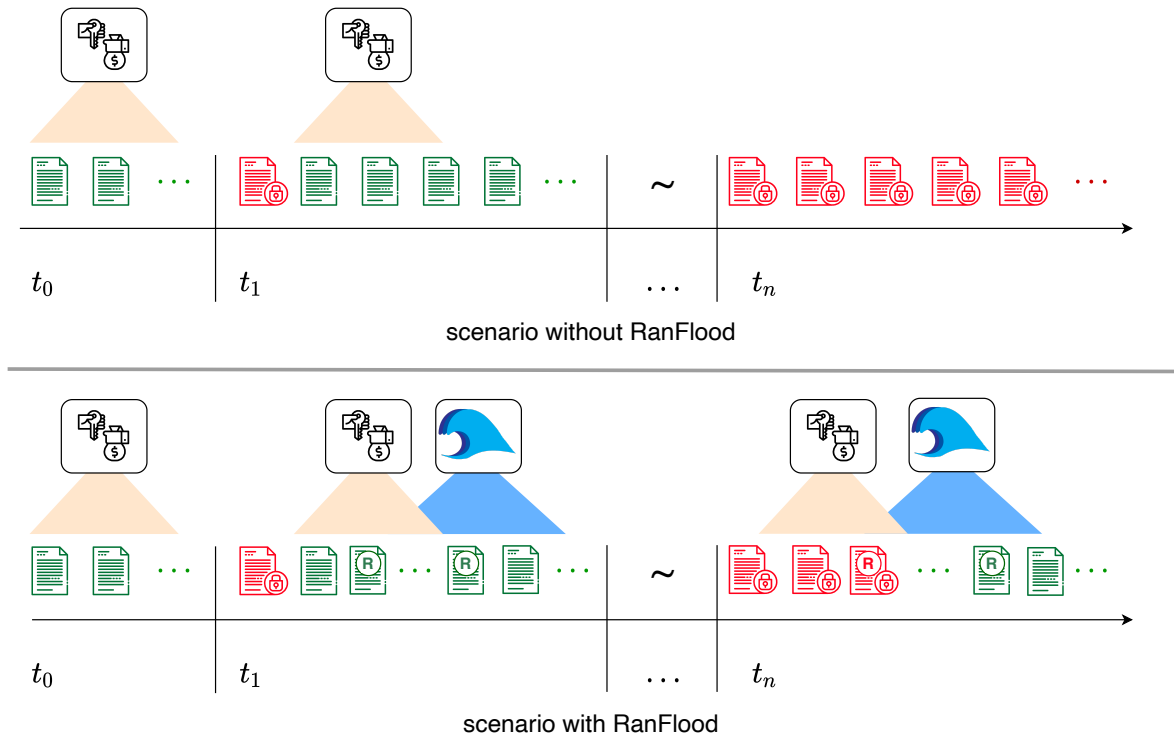 $
$
...
...
~
...
t0
t1
...
tn
scenario without RanFlood
$
$
$
R
R
R
R
...
...
...
~
...
...
t0
t1
...
tn
scenario with RanFlood